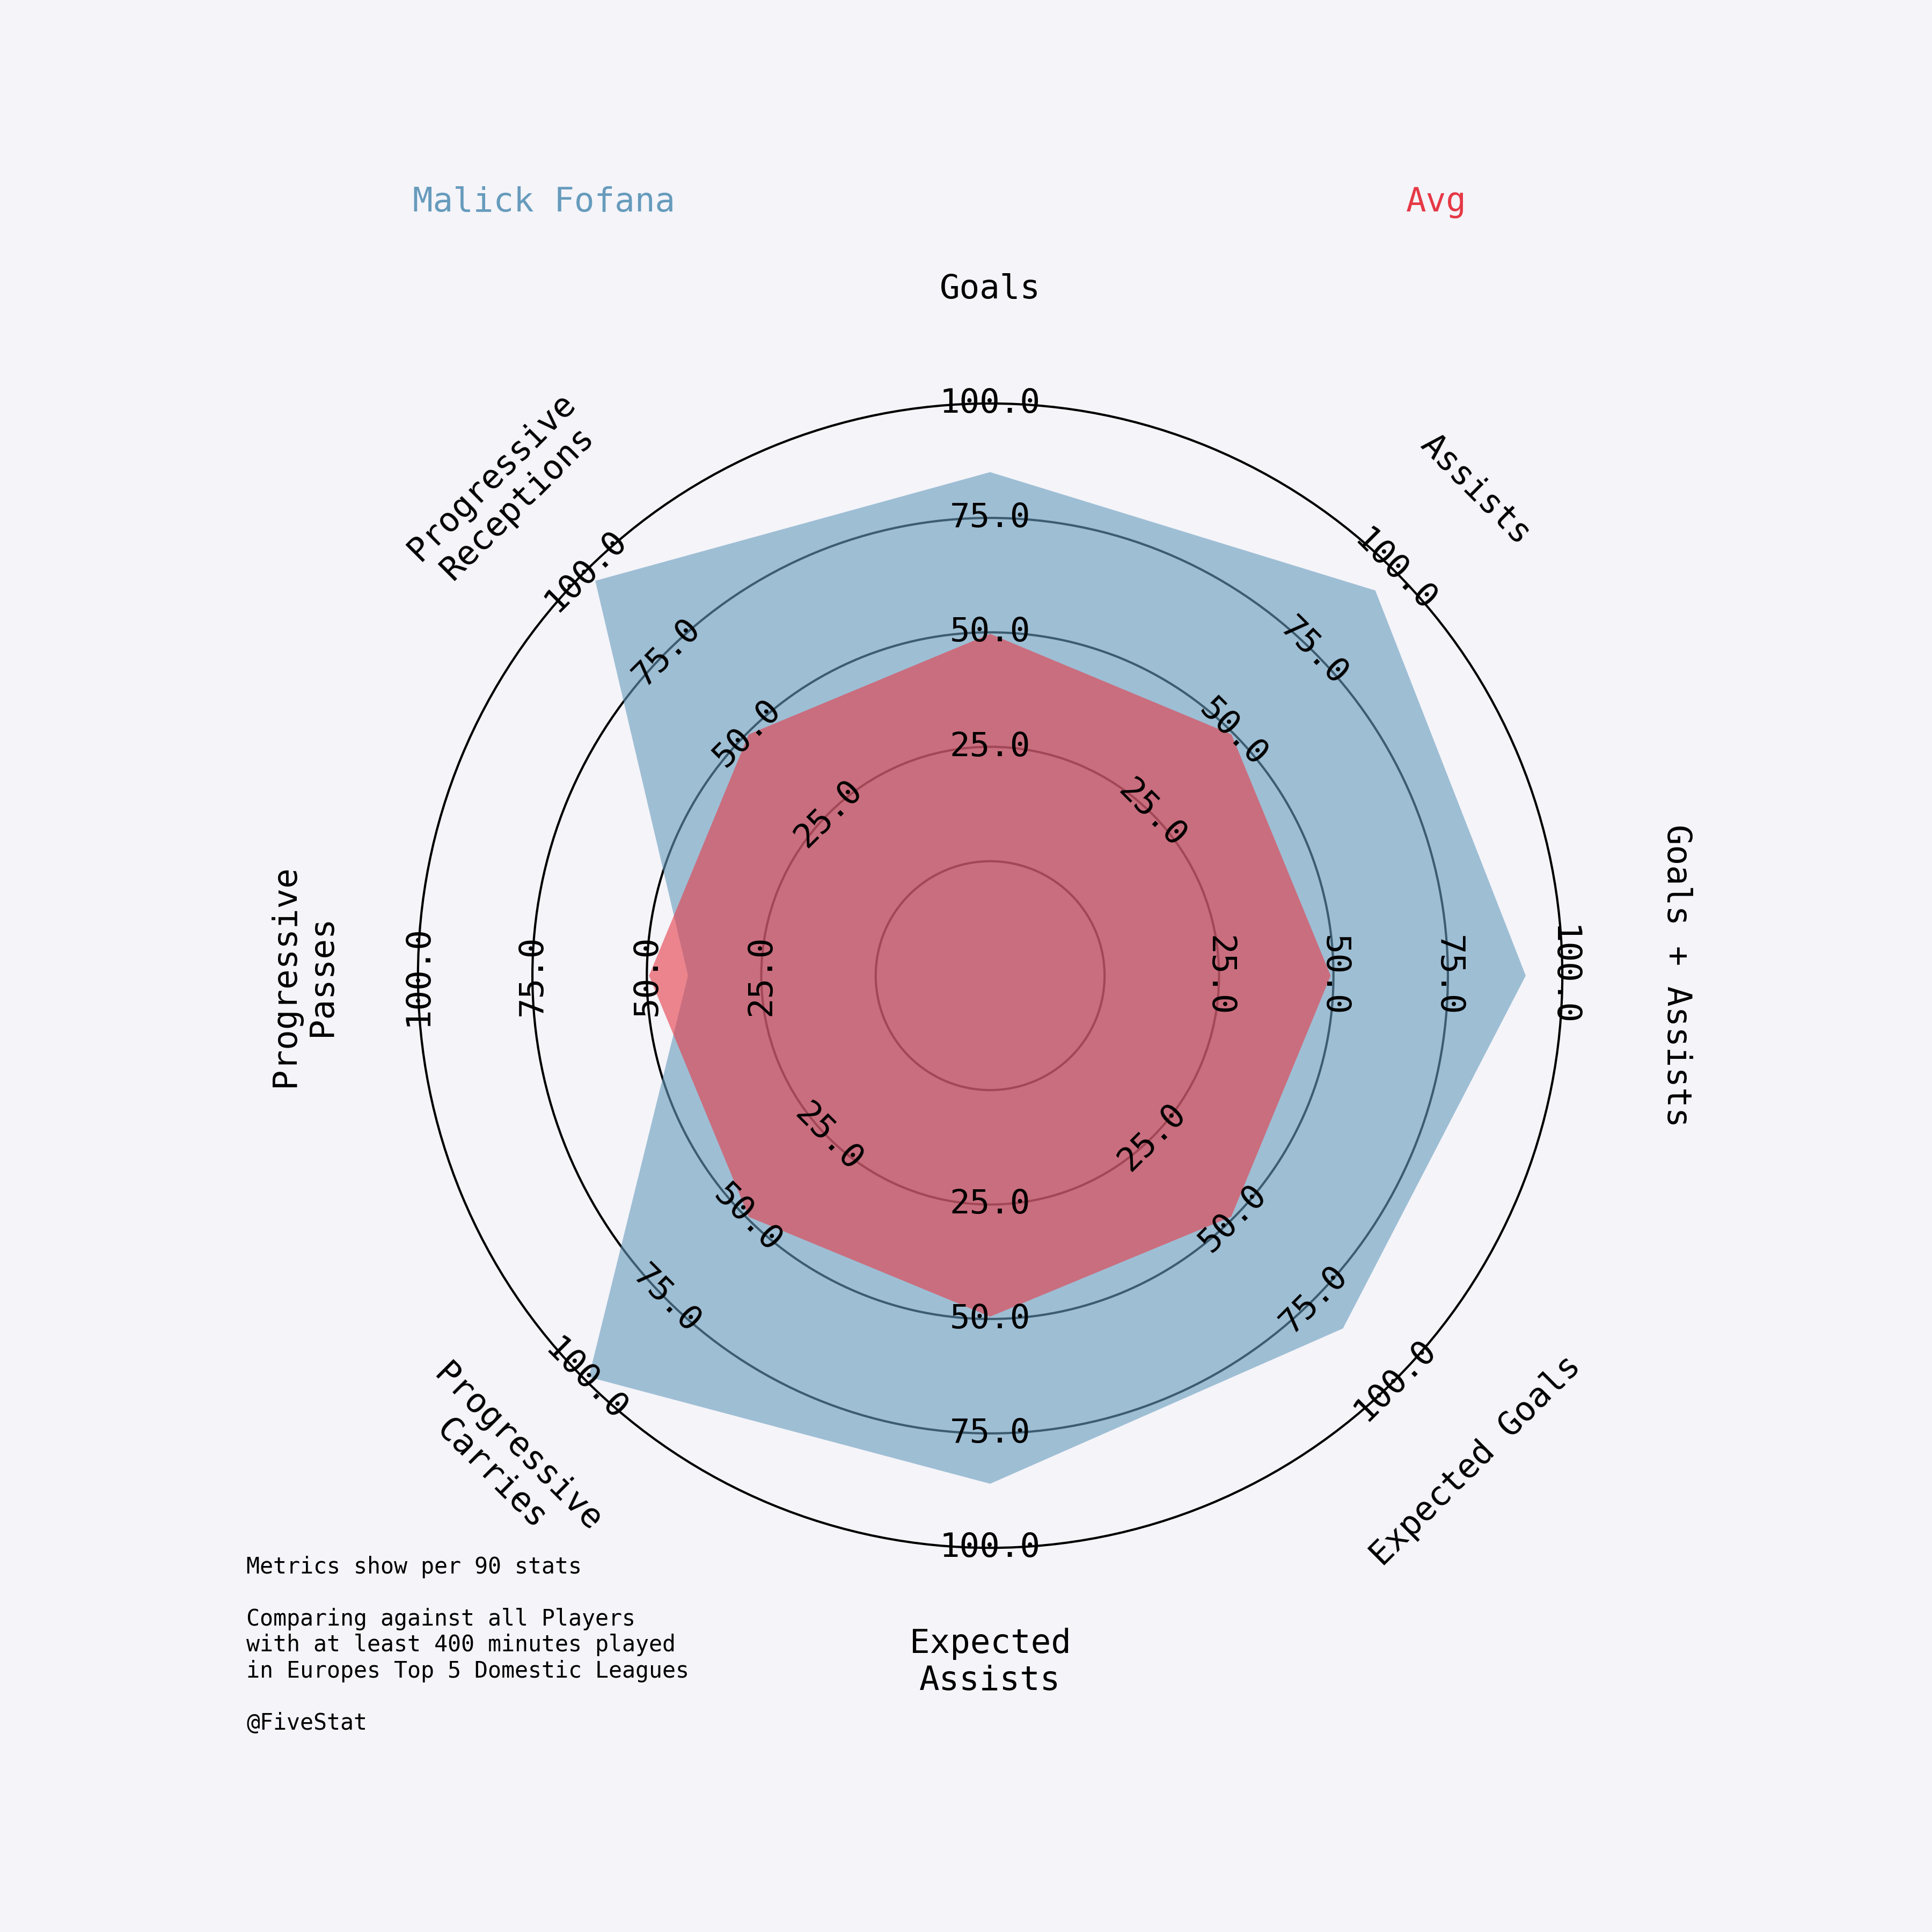 Malick Fofana
Avg
Goals
Assists
Goals + Assists
Expected Goals
Expected
Assists
Progressive
Carries
Progressive
Passes
Progressive
Receptions
100.0
75.0
50.0
25.0
100.0
75.0
50.0
25.0
100.0
75.0
50.0
25.0
100.0
75.0
50.0
25.0
25.0
50.0
75.0
100.0
100.0
75.0
50.0
25.0
100.0
75.0
50.0
25.0
100.0
75.0
50.0
25.0
Metrics show per 90 stats
Comparing against all Players
with at least 400 minutes played
in Europes Top 5 Domestic Leagues
@FiveStat